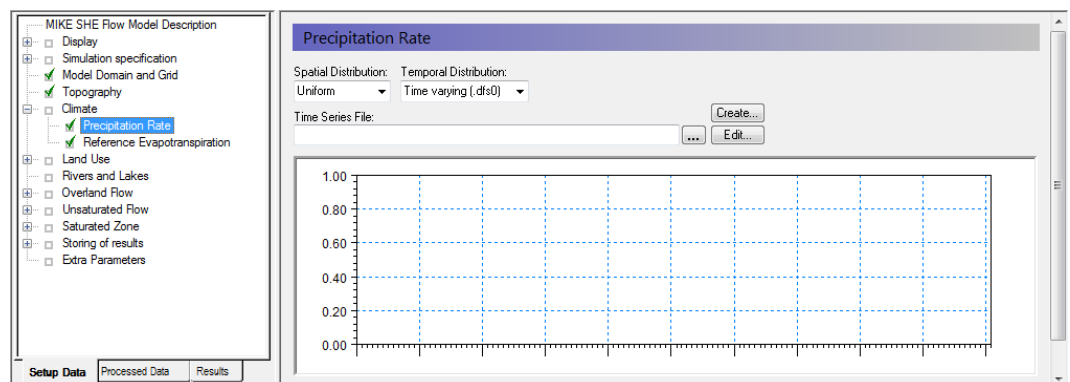 MIKE SHE Flow Model Description
Display
Simulation specification
Model Domain and Grid
Topography
Climate
Precipitation Rate
Reference Evapotranspiration
Land Use
Rivers and Lakes
Overland Flow
Unsaturated Flow
Saturated Zone
Storing of results
Extra Parameters
Setup Data Processed Data Results
Precipitation Rate
Spatial Distribution: Temporal Distribution:
Uniform Time varying (.dfs0)
Time Series File:
Create...
... Edit...
1.00
0.80
0.60
0.40
0.20
0.00